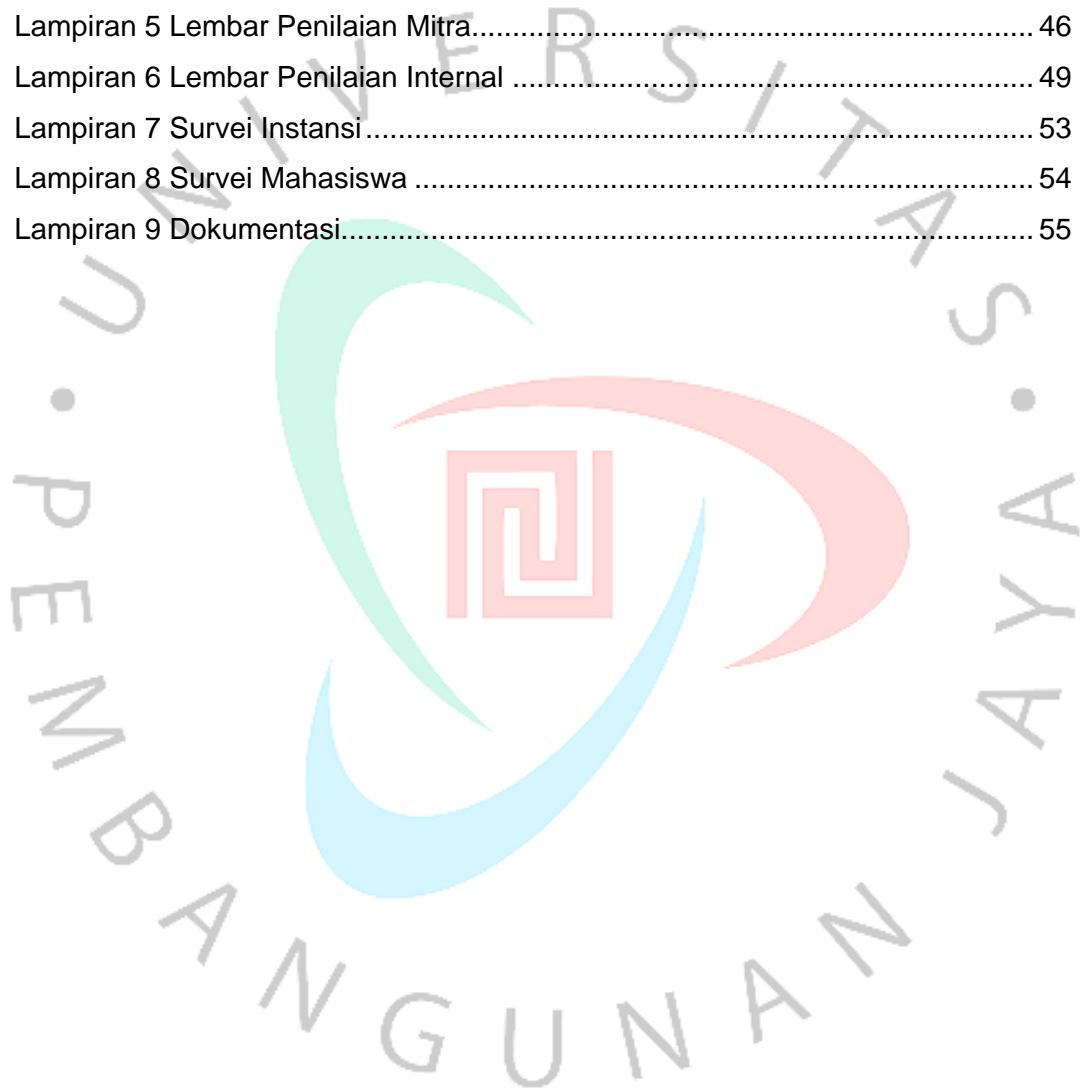 Lampiran 5 Lembar Penilaian Mitra..................................................................... 46
Lampiran 6 Lembar Penilaian Internal ................................................................ 49
Lampiran 7 Survei Instansi.................................................................................. 53
Lampiran 8 Survei Mahasiswa ............................................................................ 54
Lampiran 9 Dokumentasi..................................................................................... 55
UNIVERSITAS • PEMBANGUNAN JAYA •